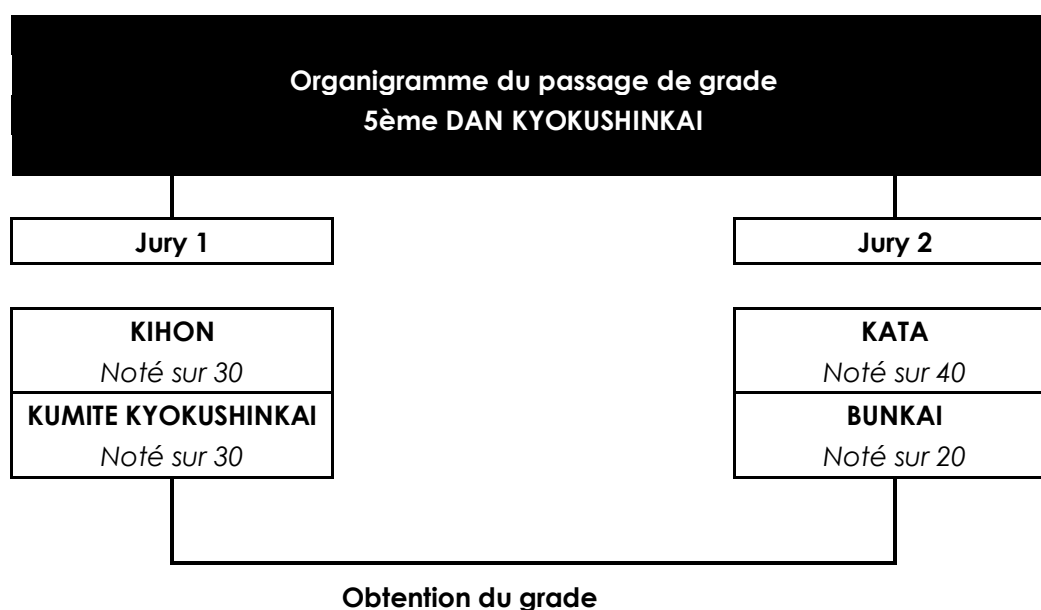 Organigramme du passage de grade
5ème DAN KYOKUSHINKAI
Jury 1
Jury 2
KIHON
Noté sur 30
KUMITE KYOKUSHINKAI
Noté sur 30
KATA
Noté sur 40
BUNKAI
Noté sur 20
Obtention du grade